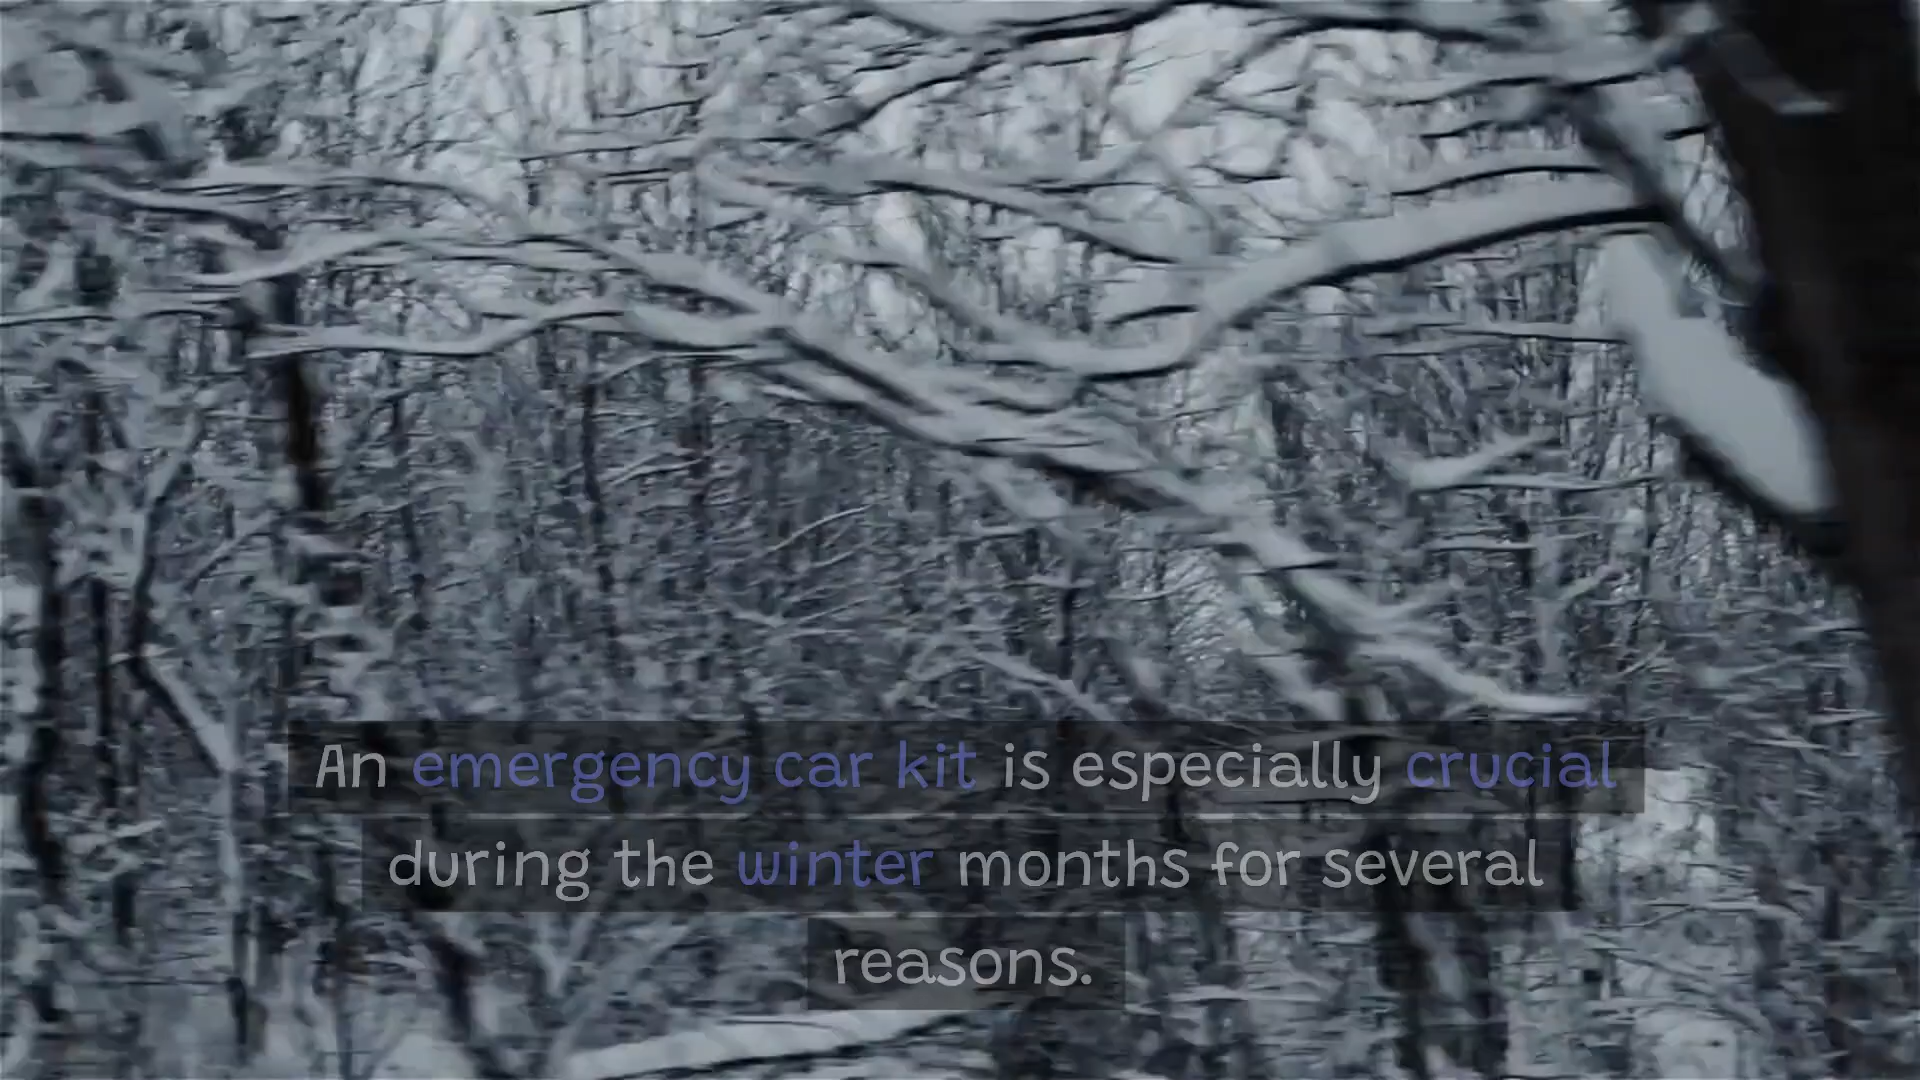 An emergency car kit is especially crucial
during the winter months for several
reasons.